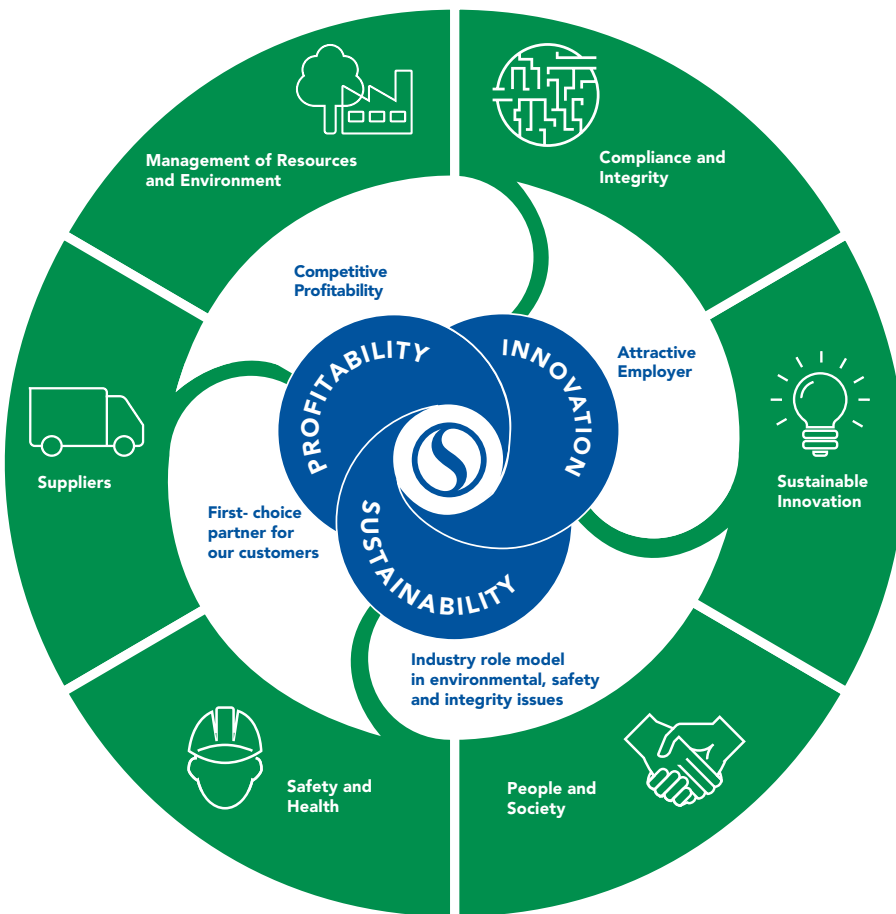 Management of Resources
and Environment
Compliance and
Integrity
Competitive
Profitability
PROFITABILITY
INNOVATION
Attractive
Employer
Suppliers
Sustainable
Innovation
First- choice
partner for
our customers
SUSTAINABILITY
Industry role model
in environmental, safety
and integrity issues
Safety and
Health
People and
Society